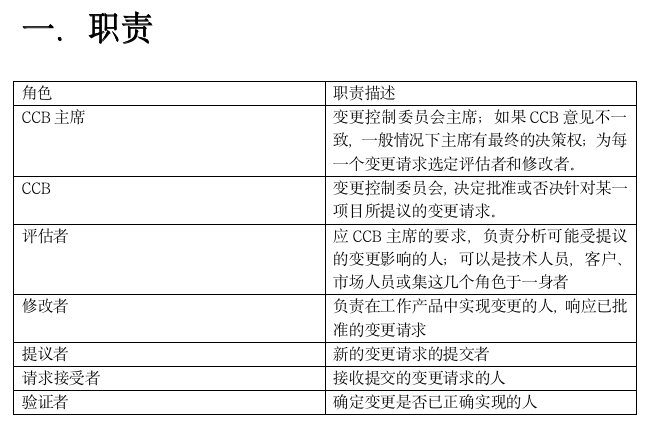 一. 职责
角色
职责描述
CCB 主席
变更控制委员会主席；如果 CCB 意见不一
致，一般情况下主席有最终的决策权；为每
一个变更请求选定评估者和修改者。
CCB
变更控制委员会，决定批准或否决针对某一
项目所提议的变更请求。
评估者
应 CCB 主席的要求，负责分析可能受提议
的变更影响的人；可以是技术人员，客户、
市场人员或集这几个角色于一身者
修改者
负责在工作产品中实现变更的人，响应已批
准的变更请求
提议者
新的变更请求的提交者
请求接受者
接收提交的变更请求的人
验证者
确定变更是否已正确实现的人